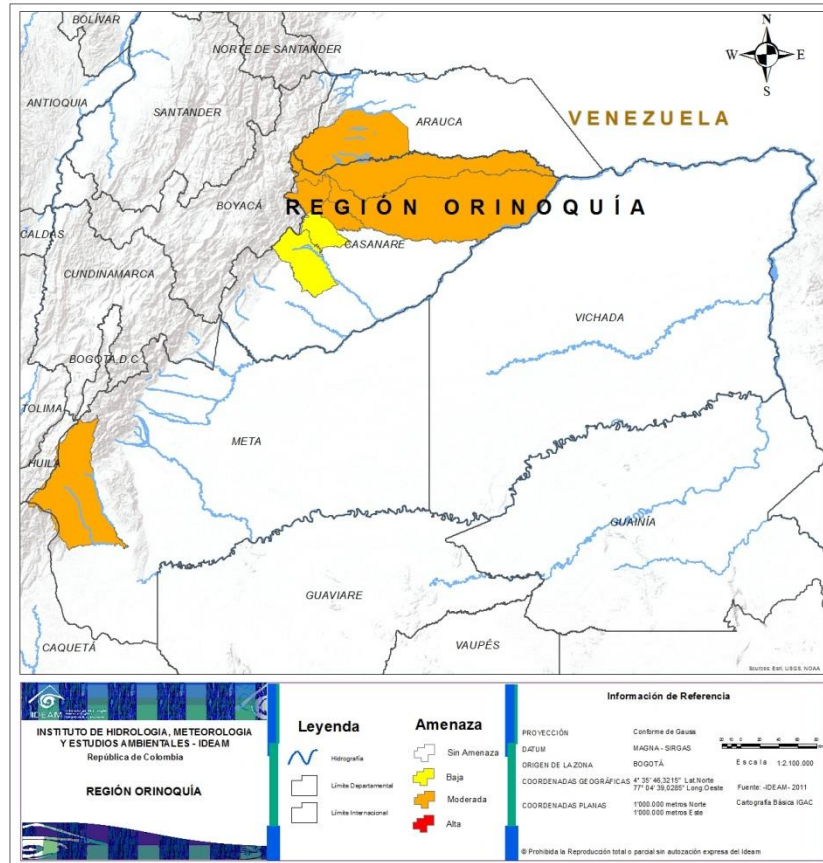 BOLÍVAR
N
W E
S
NORTE DE SANTANDER
ANTIOQUIA
SANTANDER
ARAUCA
VENEZUELA
BOYACÁ
REGIÓN ORINOQUÍA
CALDAS
CASANARE
CUNDINAMARCA
VICHADA
BOGOTÁ D.C
TOLIMA
META
HUILA
GUAINÍA
GUAVIARE
CAQUETÁ
VAUPÉS
Sources: Esri, USGS, NOAA
IDEAM
INSTITUTO DE HIDROLOGIA, METEOROLOGIA
Y ESTUDIOS AMBIENTALES - IDEAM
República de Colombia
REGIÓN ORINOQUÍA
Leyenda
Hidrografía
Límite Departamental
Límite Internacional
Amenaza
Sin Amenaza
Baja
Moderada
Alta
Información de Referencia
PROYECCIÓN Conforme de Gauss
DATUM MAGNA - SIRGAS
ORIGEN DE LA ZONA BOGOTÁ
COORDENADAS GEOGRÁFICAS 4° 35' 46,3215" Lat.Norte
77° 04' 39,0285" Long.Oeste
COORDENADAS PLANAS 1'000.000 metros Norte
1'000.000 metros Este
Escala 1:2.100.000
Fuente: -IDEAM- 2011
Cartografía Básica IGAC
© Prohibida la Reproducción total o parcial sin autozación expresa del Ideam